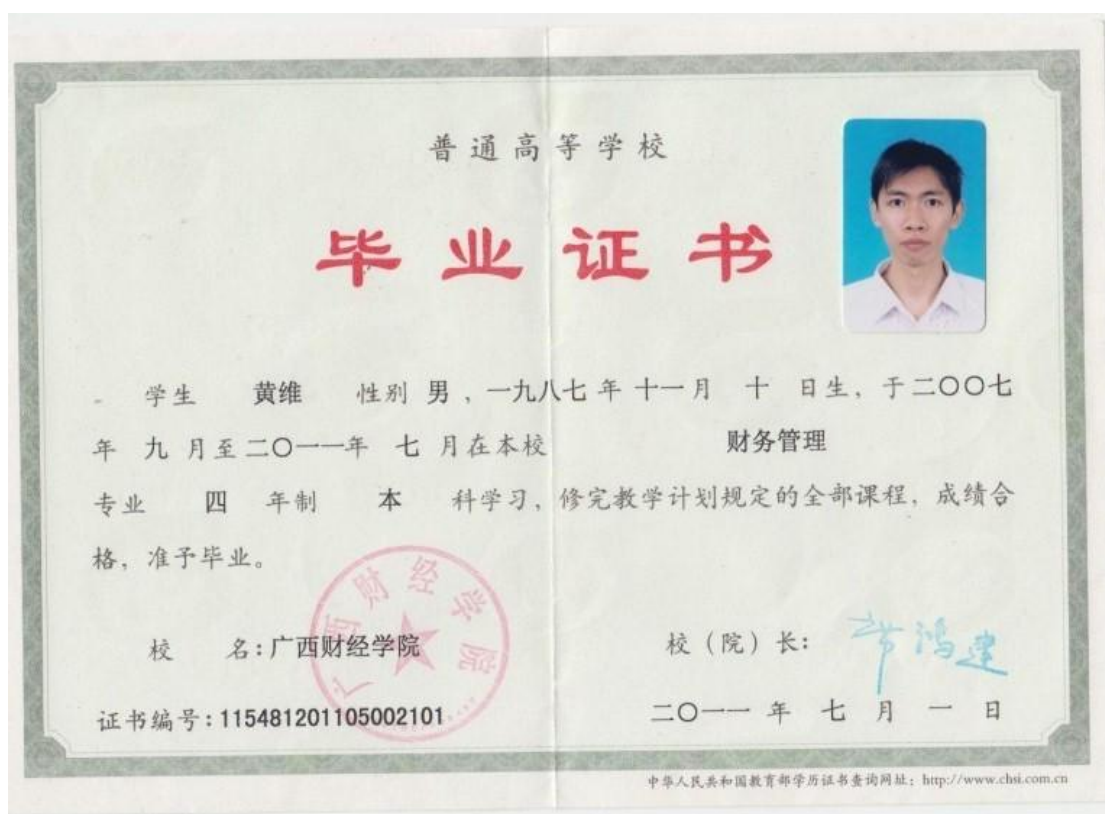 普通高等学校
毕业证书
学生 黄维 性别 男 ，一九八七 年 十一 月 十 日生，于二〇〇七
年 九 月至 二〇一一年 七 月在本校 财务管理
专业 四 年制 本 科学习，修完教学计划规定的全部课程，成绩合
格，准予毕业。
广西财经学院
校 名：广西财经学院
校（院）长：
证书编号：115481201105002101
二〇一一 年 七 月 一 日
中华人民共和国教育部学历证书查询网址：http://www.chsi.com.cn